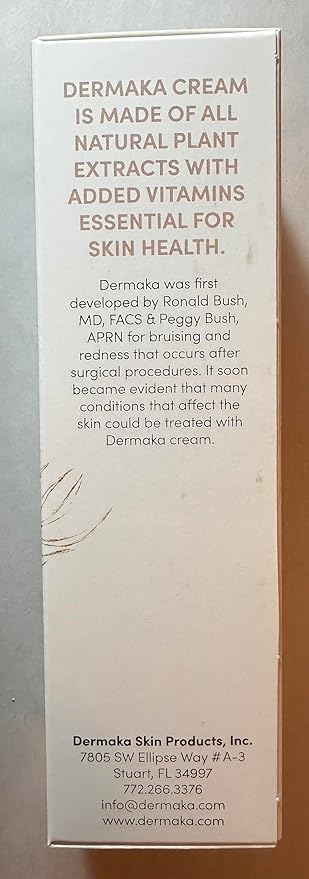 DERMAKA CREAM
IS MADE OF ALL
NATURAL PLANT
EXTRACTS WITH
ADDED VITAMINS
ESSENTIAL FOR
SKIN HEALTH.
Dermaka was first
developed by Ronald Bush,
MD, FACS & Peggy Bush,
APRN for bruising and
redness that occurs after
surgical procedures. It soon
became evident that many
conditions that affect the
skin could be treated with
Dermaka cream.
Dermaka Skin Products, Inc.
7805 SW Ellipse Way #A-3
Stuart, FL 34997
772.266.3376
info@dermaka.com
www.dermaka.com